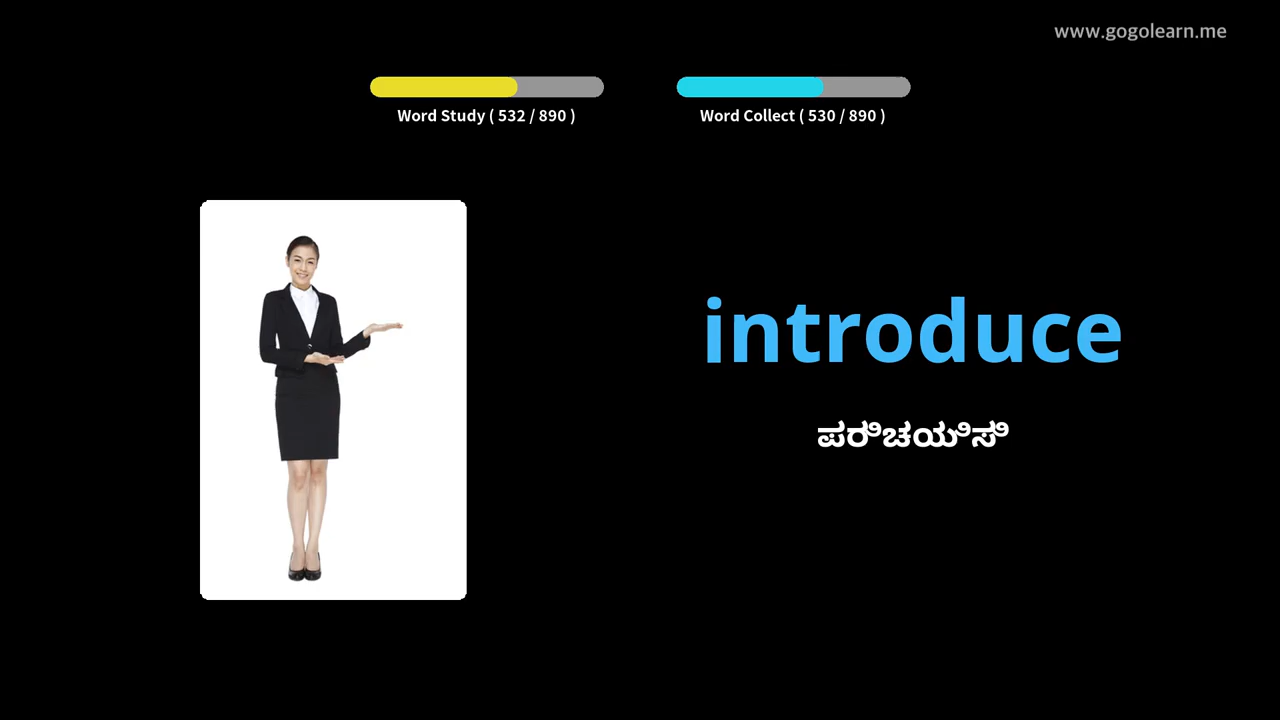 www.gogolearn.me
Word Study ( 532 / 890 )
Word Collect ( 530 / 890 )
introduce
ಪರಿಚಯಿಸಿ